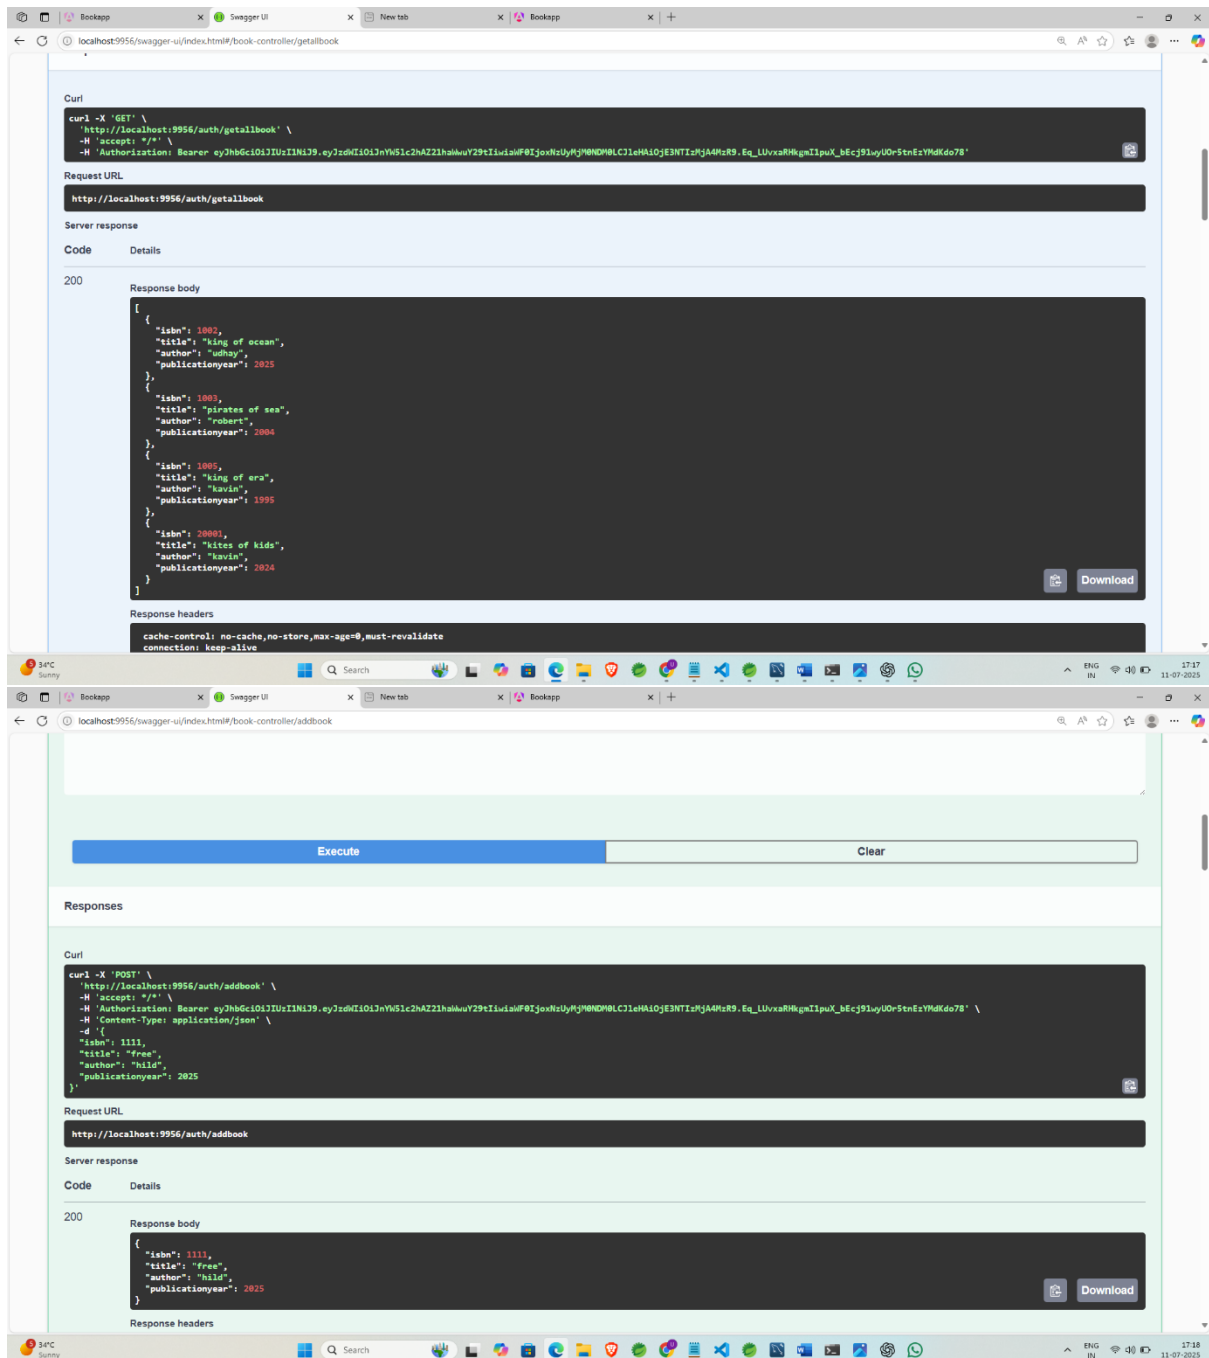 Bookapp
Swagger UI
New tab
Bookapp
localhost:9956/swagger-ui/index.html#/book-controller/getallbook
Curl
curl -X 'GET' \
'http://localhost:9956/auth/getallbook' \
-H 'accept: */*' \
-H 'Authorization: Bearer
Request URL
http://localhost:9956/auth/getallbook
Server response
Code Details
200
Response body
[
{
"isbn": 1002,
"title": "king of ocean",
"author": "udhay",
"publicationyear": 2025
},
{
"isbn": 1003,
"title": "pirates of sea",
"author": "robert",
"publicationyear": 2004
},
{
"isbn": 1005,
"title": "king of era",
"author": "kavin",
"publicationyear": 1995
},
{
"isbn": 20001,
"title": "kites of kids",
"author": "kavin",
"publicationyear": 2024
}
]
Download
Response headers
cache-control: no-cache,no-store,max-age=0,must-revalidate
connection: keep-alive
5
34°C
Sunny
Search
ENG
IN
17:17
11-07-2025
Bookapp
Swagger UI
New tab
Bookapp
localhost:9956/swagger-ui/index.html#/book-controller/addbook
Execute
Clear
Responses
Curl
curl -X 'POST' \
'http://localhost:9956/auth/addbook' \
-H 'accept: */*' \
-H 'Authorization: Bearer
-H 'Content-Type: application/json' \
-d '{
"isbn": 1111,
"title": "free",
"author": "hild",
"publicationyear": 2025
}'
Request URL
http://localhost:9956/auth/addbook
Server response
Code Details
200
Response body
{
"isbn": 1111,
"title": "free",
"author": "hild",
"publicationyear": 2025
}
Download
Response headers
5
34°C
Sunny
Search
ENG
IN
17:18
11-07-2025